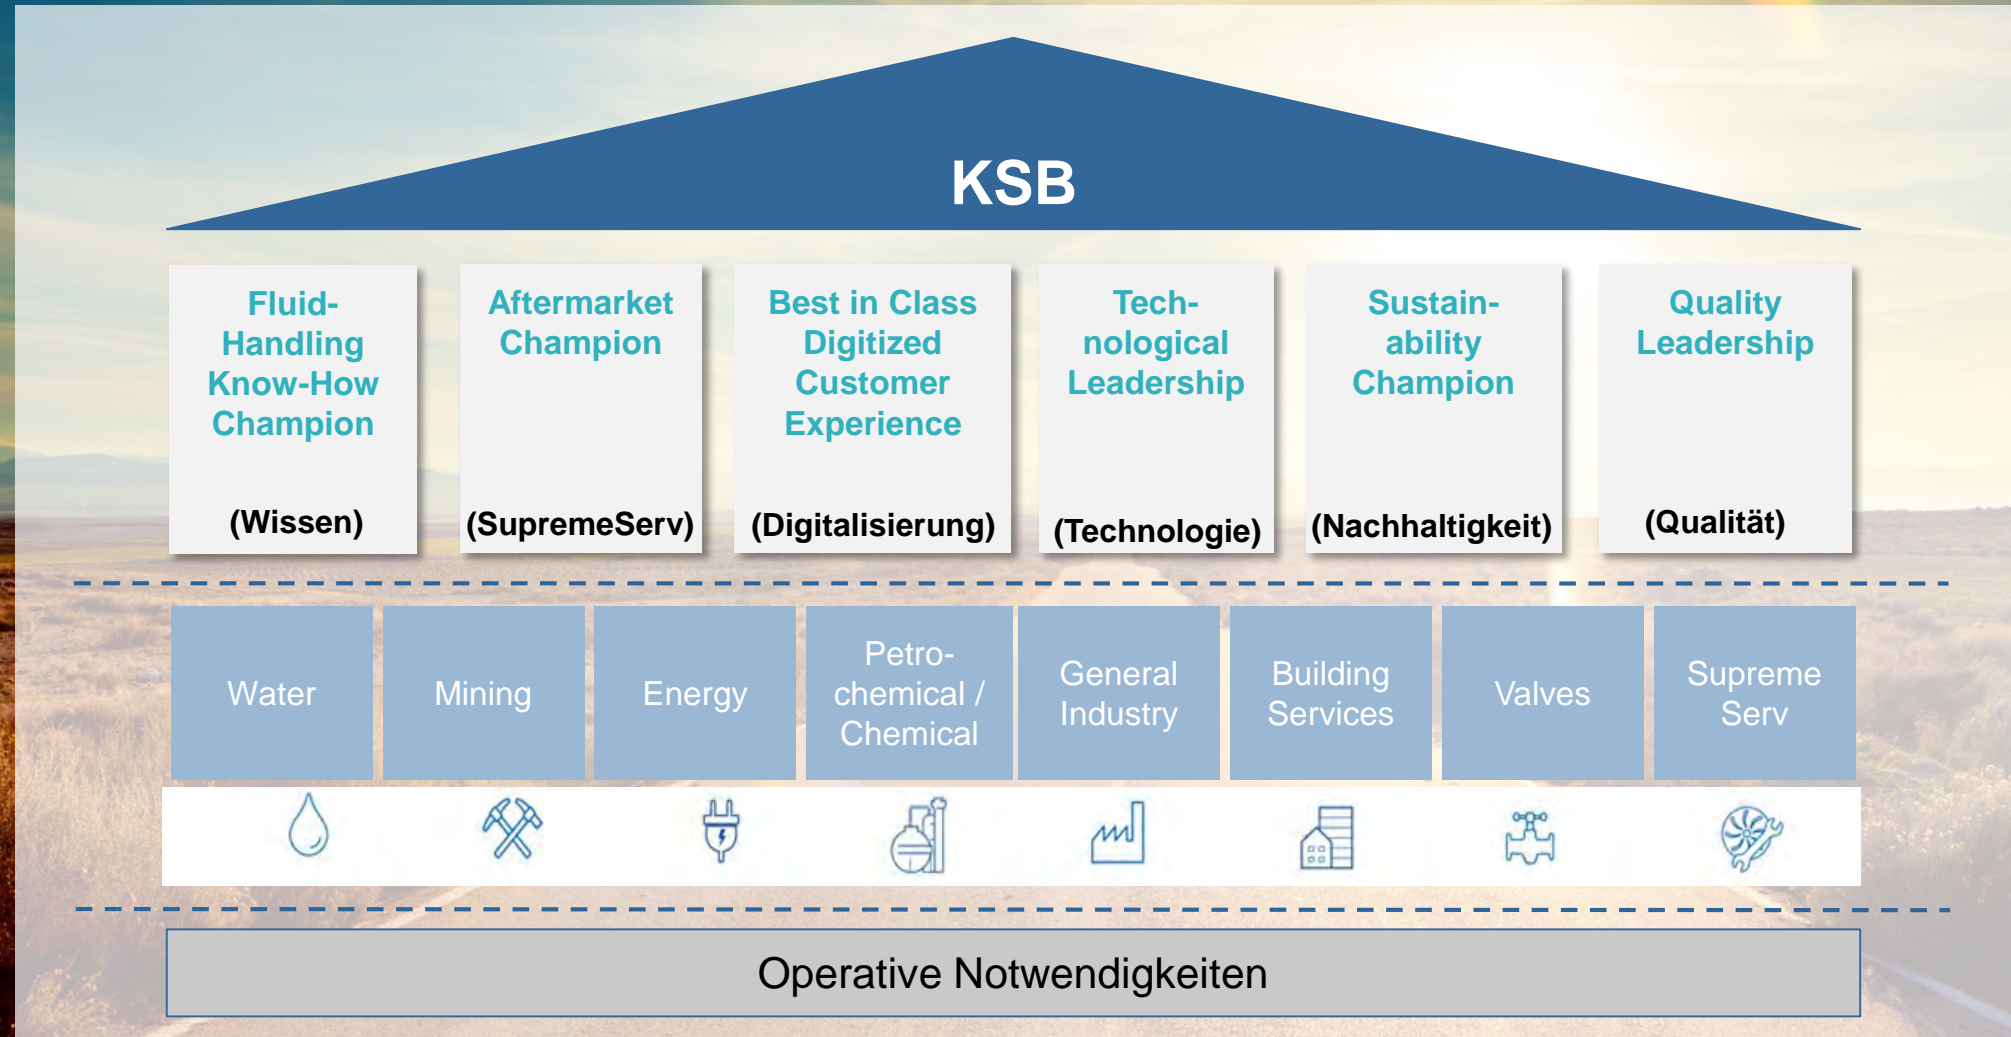 KSB
Fluid-
Handling
Know-How
Champion
(Wissen)
Aftermarket
Champion
(SupremeServ)
Best in Class
Digitized
Customer
Experience
(Digitalisierung)
Tech-
nological
Leadership
(Technologie)
Sustain-
ability
Champion
(Nachhaltigkeit)
Quality
Leadership
(Qualität)
Water
Mining
Energy
Petro-
chemical /
Chemical
General
Industry
Building
Services
Valves
Supreme
Serv
Operative Notwendigkeiten